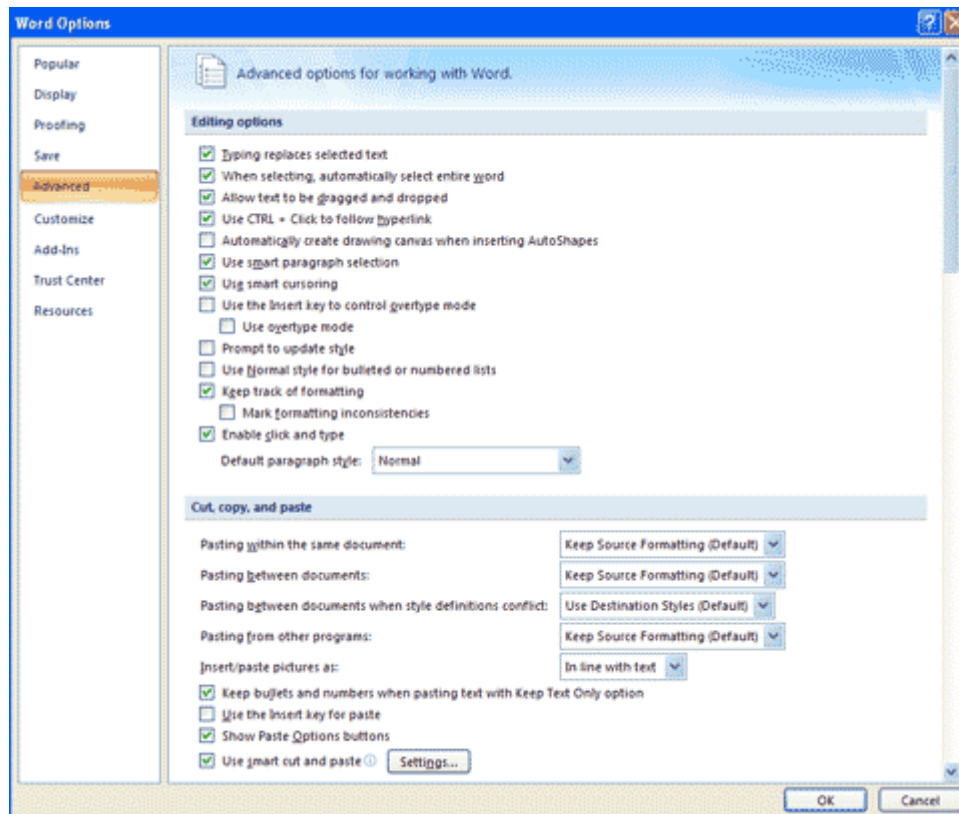 Word Options
Popular
Display
Proofing
Save
Advanced
Customize
Add-Ins
Trust Center
Resources
Advanced options for working with Word.
Editing options
Typing replaces selected text
When selecting, automatically select entire word
Allow text to be dragged and dropped
Use CTRL + Click to follow hyperlink
Automatically create drawing canvas when inserting AutoShapes
Use smart paragraph selection
Use smart cursoring
Use the Insert key to control overtype mode
Use overtype mode
Prompt to update style
Use Normal style for bulleted or numbered lists
Keep track of formatting
Mark formatting inconsistencies
Enable click and type
Default paragraph style: Normal
Cut, copy, and paste
Pasting within the same document: Keep Source Formatting (Default)
Pasting between documents: Keep Source Formatting (Default)
Pasting between documents when style definitions conflict: Use Destination Styles (Default)
Pasting from other programs: Keep Source Formatting (Default)
Insert/paste pictures as: In line with text
Keep bullets and numbers when pasting text with Keep Text Only option
Use the Insert key for paste
Show Paste Options buttons
Use smart cut and paste Settings...
OK Cancel